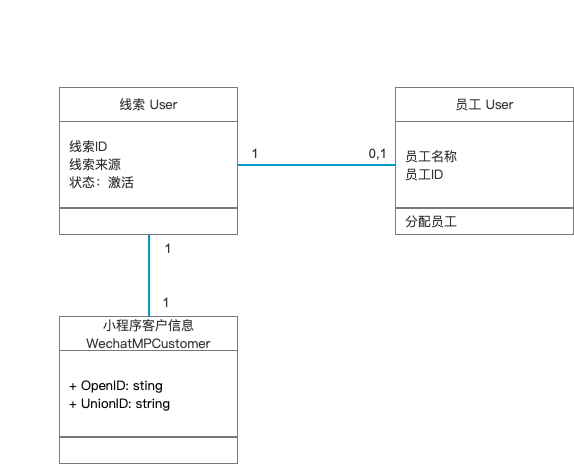 线索 User
线索ID
线索来源
状态：激活
1
0,1
员工 User
员工名称
员工ID
分配员工
1
1
小程序客户信息
WechatMPCustomer
+ OpenID: sting
+ UnionID: string